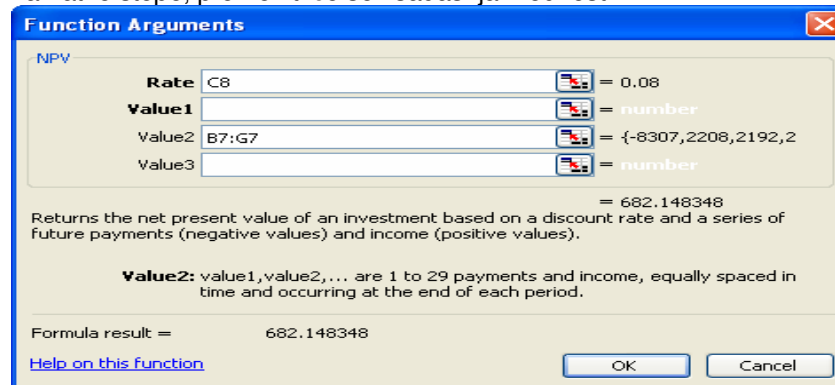 Function Arguments
NPV
Rate C8 = 0.08
Value1 = number
Value2 B7:G7 = {-8307,2208,2192,2
Value3 = number
= 682.148348
Returns the net present value of an investment based on a discount rate and a series of
future payments (negative values) and income (positive values).
Value2: value1,value2,... are 1 to 29 payments and income, equally spaced in
time and occurring at the end of each period.
Formula result = 682.148348
Help on this function
OK Cancel